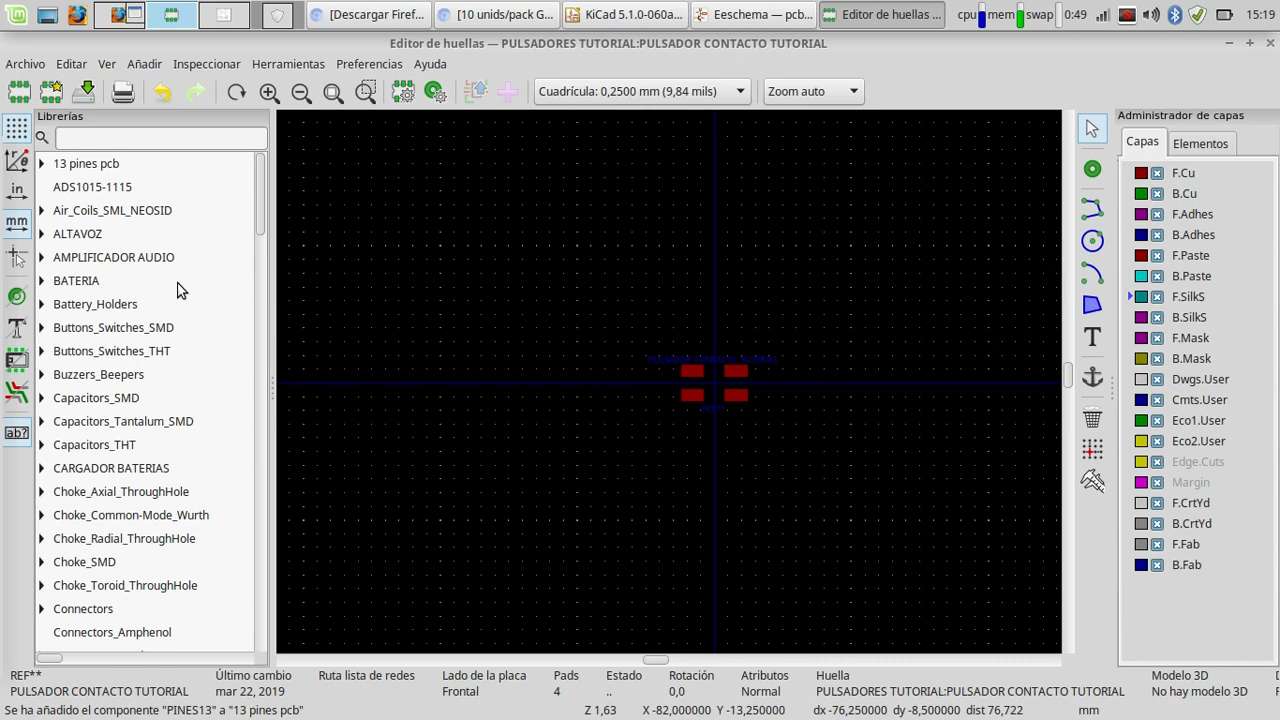 [Descargar Firef...
[10 unids/pack G...
KiCad 5.1.0-060a...
Eeschema — pcb...
Editor de huellas ...
cpu
mem
swap
0:49
15:19
Editor de huellas — PULSADORES TUTORIAL:PULSADOR CONTACTO TUTORIAL
Archivo Editar Ver Añadir Inspeccionar Herramientas Preferencias Ayuda
Cuadrícula: 0,2500 mm (9,84 mils)
Zoom auto
Librerías
in
mm
ab?
13 pines pcb
ADS1015-1115
Air_Coils_SML_NEOSID
ALTAVOZ
AMPLIFICADOR AUDIO
BATERIA
Battery_Holders
Buttons_Switches_SMD
Buttons_Switches_THT
Buzzers_Beepers
Capacitors_SMD
Capacitors_Tantalum_SMD
Capacitors_THT
CARGADOR BATERIAS
Choke_Axial_ThroughHole
Choke_Common-Mode_Wurth
Choke_Radial_ThroughHole
Choke_SMD
Choke_Toroid_ThroughHole
Connectors
Connectors_Amphenol
PULSADOR CONTACTO TUTORIAL
Administrador de capas
Capas Elementos
F.Cu
B.Cu
F.Adhes
B.Adhes
F.Paste
B.Paste
F.SilkS
B.SilkS
F.Mask
B.Mask
Dwgs.User
Cmts.User
Eco1.User
Eco2.User
Edge.Cuts
Margin
F.CrtYd
B.CrtYd
F.Fab
B.Fab
REF** Último cambio Ruta lista de redes Lado de la placa Pads Estado Rotación Atributos Huella Modelo 3D
PULSADOR CONTACTO TUTORIAL mar 22, 2019 Frontal 4 .. 0,0 Normal PULSADORES TUTORIAL:PULSADOR CONTACTO TUTORIAL No hay modelo 3D
Se ha añadido el componente "PINES13" a "13 pines pcb" Z 1,63 X -82,000000 Y -13,250000 dx -76,250000 dy -8,500000 dist 76,722 mm